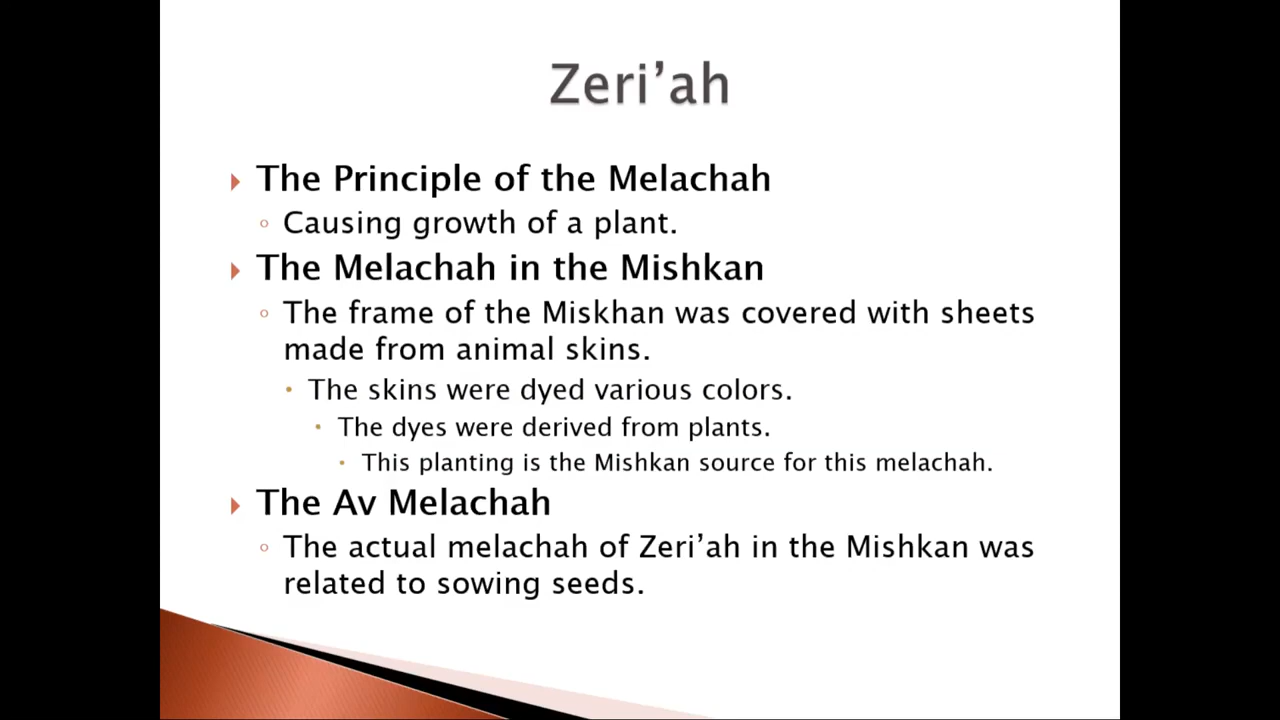 Zeri’ah
The Principle of the Melachah
Causing growth of a plant.
The Melachah in the Mishkan
The frame of the Miskhan was covered with sheets
made from animal skins.
The skins were dyed various colors.
The dyes were derived from plants.
This planting is the Mishkan source for this melachah.
The Av Melachah
The actual melachah of Zeri’ah in the Mishkan was
related to sowing seeds.